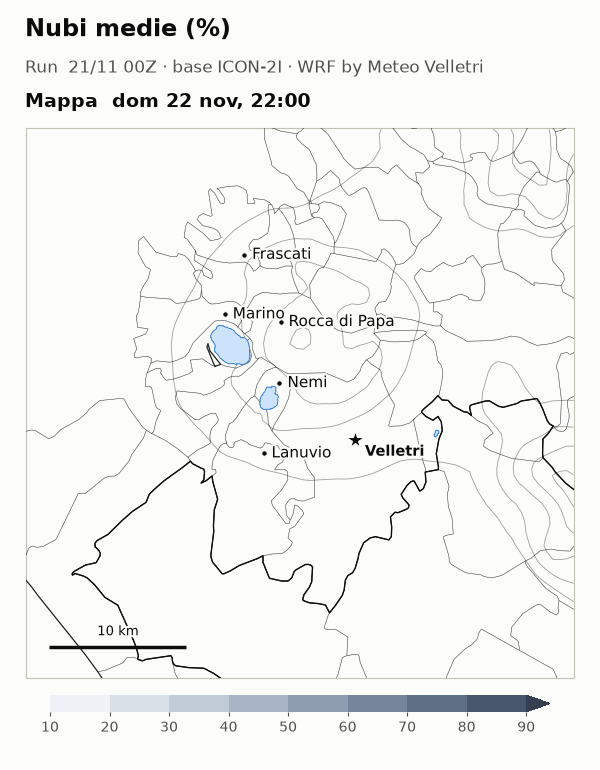 Nubi medie (%)
Run 21/11 00Z · base ICON-2I · WRF by Meteo Velletri
Mappa dom 22 nov, 22:00
Frascati
Marino
Rocca di Papa
Nemi
Velletri
Lanuvio
10 km
10 20 30 40 50 60 70 80 90